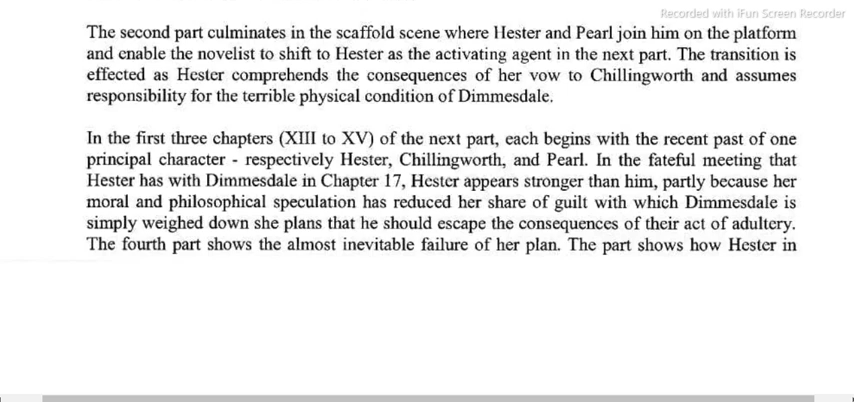 Recorded with iFun Screen Recorder
The second part culminates in the scaffold scene where Hester and Pearl join him on the platform
and enable the novelist to shift to Hester as the activating agent in the next part. The transition is
effected as Hester comprehends the consequences of her vow to Chillingworth and assumes
responsibility for the terrible physical condition of Dimmesdale.
In the first three chapters (XIII to XV) of the next part, each begins with the recent past of one
principal character - respectively Hester, Chillingworth, and Pearl. In the fateful meeting that
Hester has with Dimmesdale in Chapter 17, Hester appears stronger than him, partly because her
moral and philosophical speculation has reduced her share of guilt with which Dimmesdale is
simply weighed down she plans that he should escape the consequences of their act of adultery.
The fourth part shows the almost inevitable failure of her plan. The part shows how Hester in